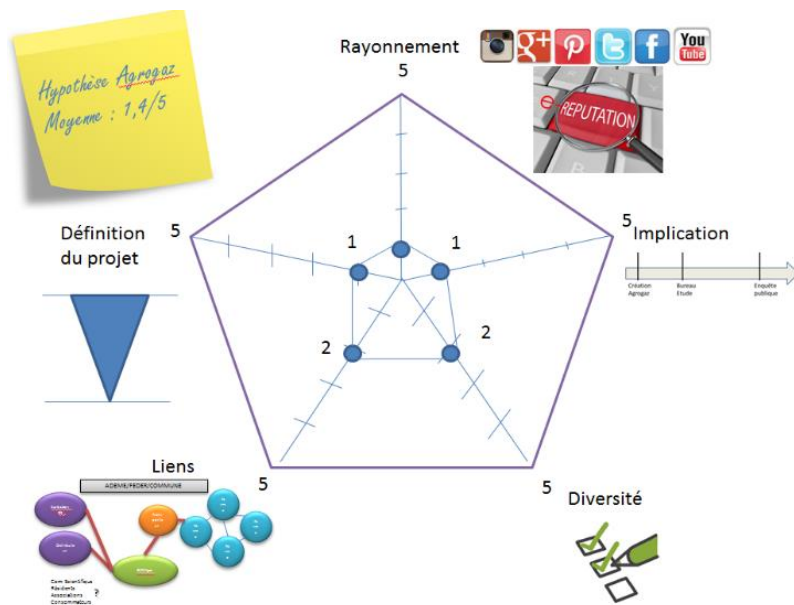 Hypothèse Agrogaz
Moyenne : 1,4/5
Rayonnement
5
g+
You
Tube
REPUTATION
Définition
du projet
5
1
1
5
Implication
Création
Agrogaz
Bureau
Etude
Enquête
publique
2
2
Liens
5
5
Diversité
ADEME/FEDER/COMMUNE
Com Scientifique
Résidents
Associations
Consommateurs
?